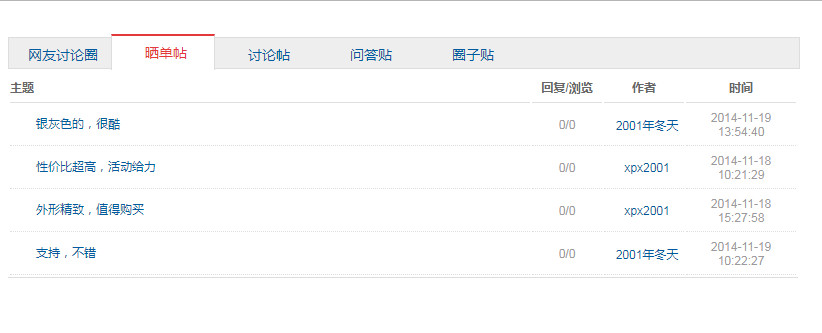 网友讨论圈 晒单帖 讨论帖 问答贴 圈子贴
主题 回复/浏览 作者 时间
银灰色的，很酷 0/0 2001年冬天 2014-11-19
13:54:40
性价比超高，活动给力 0/0 xpx2001 2014-11-18
10:21:29
外形精致，值得购买 0/0 xpx2001 2014-11-18
15:27:58
支持，不错 0/0 2001年冬天 2014-11-19
10:22:27